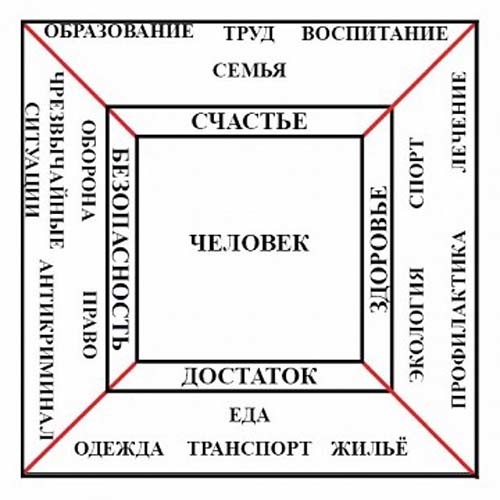 ОБРАЗОВАНИЕ ТРУД ВОСПИТАНИЕ
СЕМЬЯ
СЧАСТЬЕ
ЧРЕЗВЫЧАЙНЫЕ
СИТУАЦИИ
АНТИКРИМИНАЛ
ОБОРОНА
ПРАВО
БЕЗОПАСНОСТЬ
ЧЕЛОВЕК
ЗДОРОВЬЕ
СПОРТ
ЭКОЛОГИЯ
ЛЕЧЕНИЕ
ПРОФИЛАКТИКА
ДОСТАТОК
ЕДА
ОДЕЖДА ТРАНСПОРТ ЖИЛЬЁ